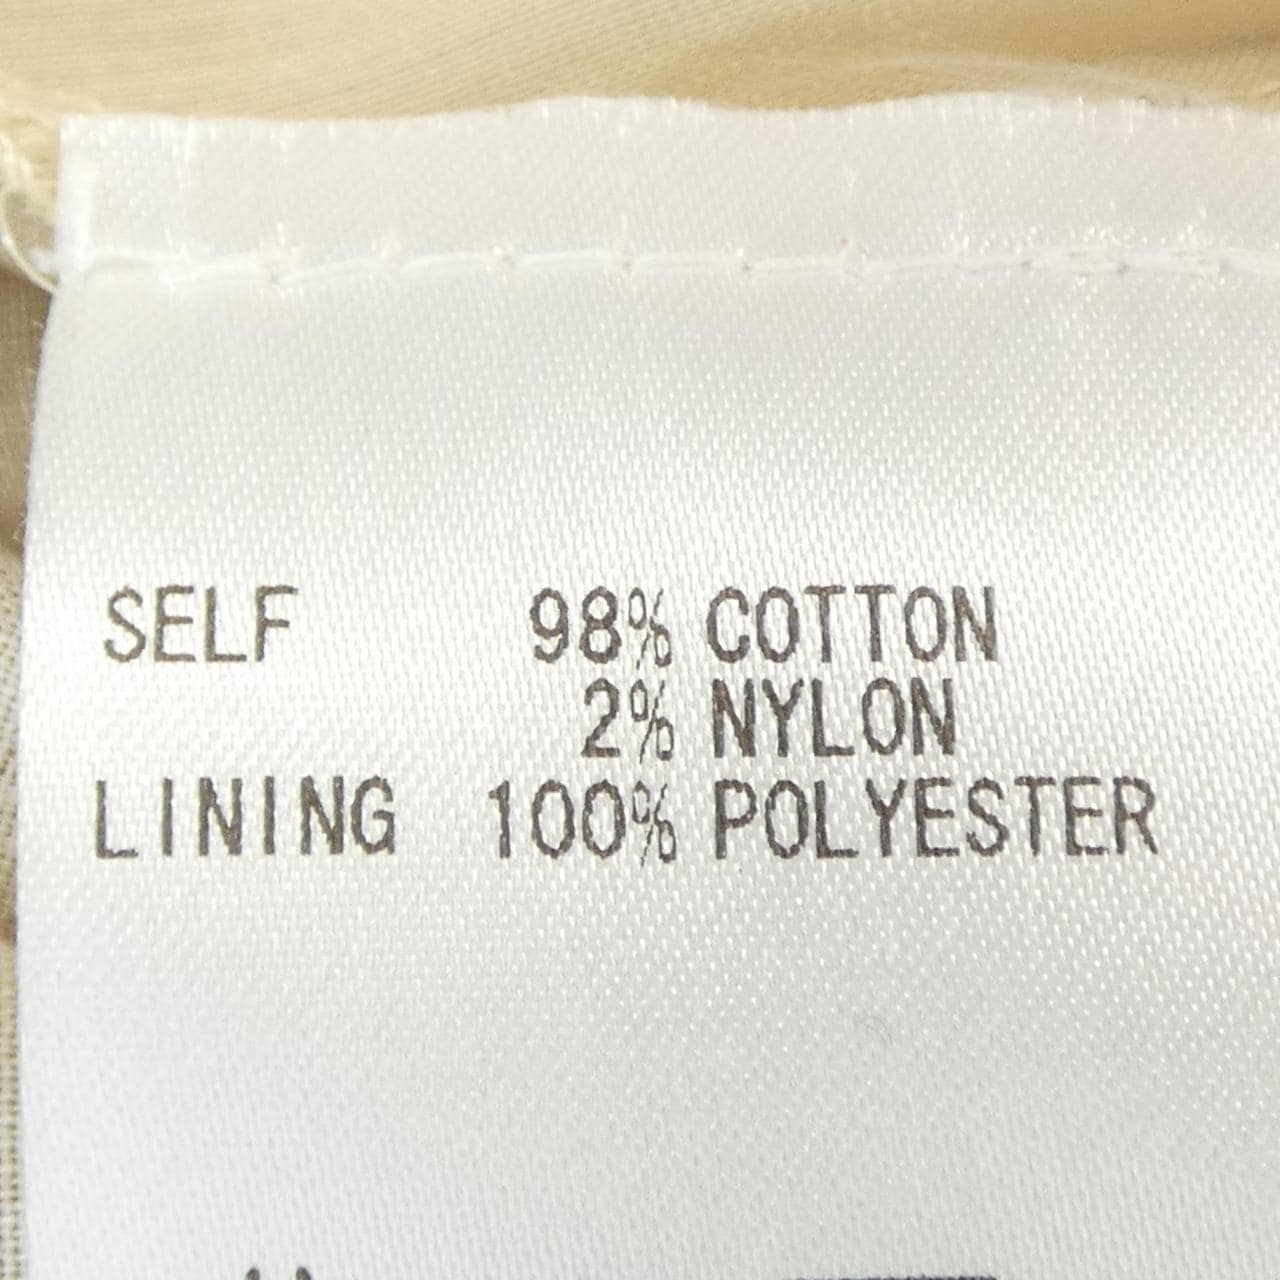 SELF 98% COTTON
2% NYLON
LINING 100% POLYESTER